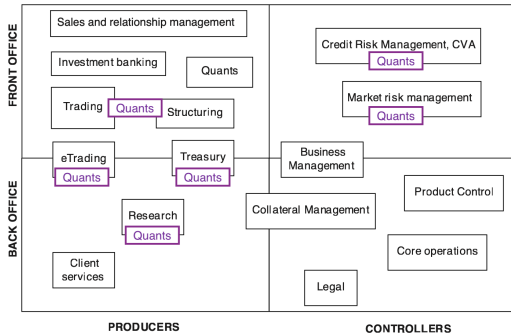 FRONT OFFICE
BACK OFFICE
Sales and relationship management
Investment banking
Quants
Trading
Quants
Structuring
eTrading
Quants
Treasury
Quants
Research
Quants
Client
services
Credit Risk Management, CVA
Quants
Market risk management
Quants
Business
Management
Product Control
Collateral Management
Core operations
Legal
PRODUCERS
CONTROLLERS